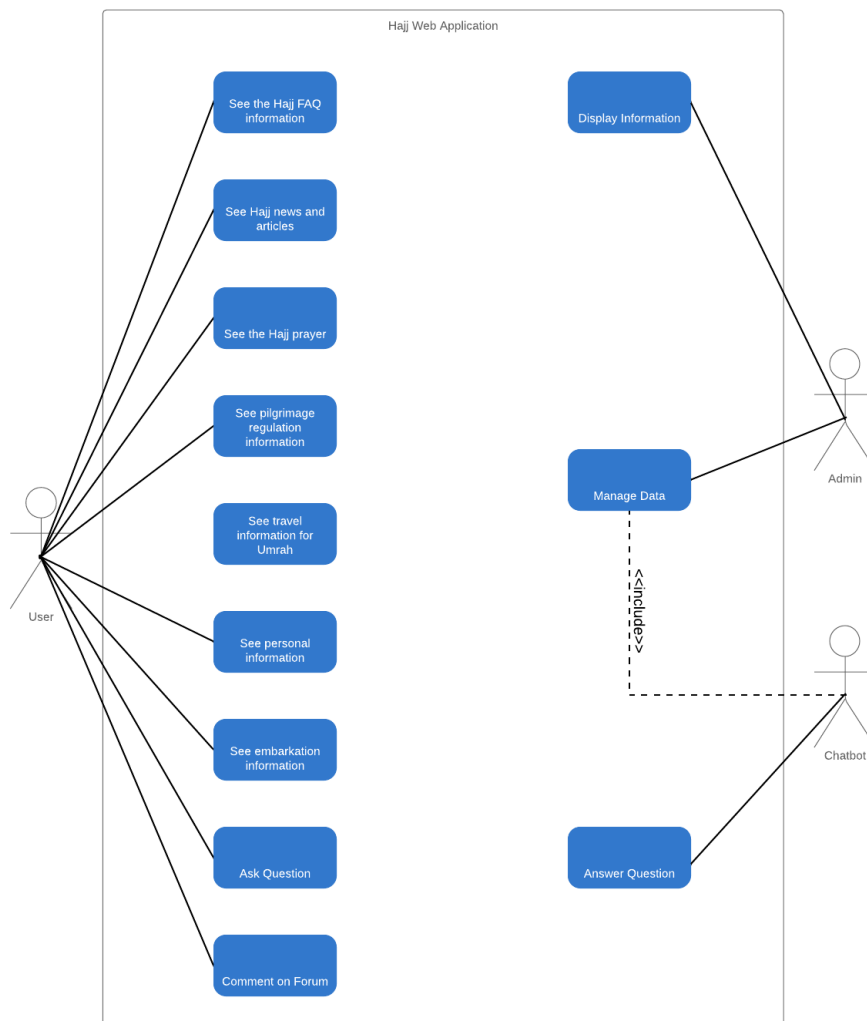 Hajj Web Application
See the Hajj FAQ
information
Display Information
See Hajj news and
articles
See the Hajj prayer
See pilgrimage
regulation
information
Admin
Manage Data
See travel
information for
Umrah
<<include>>
User
See personal
information
See embarkation
information
Chatbot
Ask Question
Answer Question
Comment on Forum